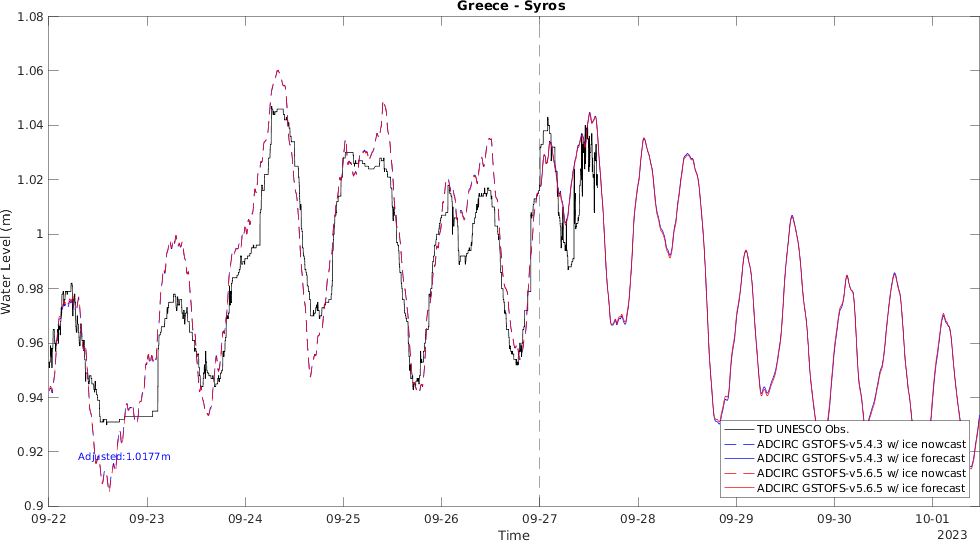 Greece - Syros
1.08
1.06
1.04
1.02
1
0.98
0.96
0.94
0.92
0.9
Water Level (m)
Adjusted:1.0177m
TD UNESCO Obs.
ADCIRC GSTOFS-v5.4.3 w/ ice nowcast
ADCIRC GSTOFS-v5.4.3 w/ ice forecast
ADCIRC GSTOFS-v5.6.5 w/ ice nowcast
ADCIRC GSTOFS-v5.6.5 w/ ice forecast
09-22 09-23 09-24 09-25 09-26 09-27 09-28 09-29 09-30 10-01
Time
2023